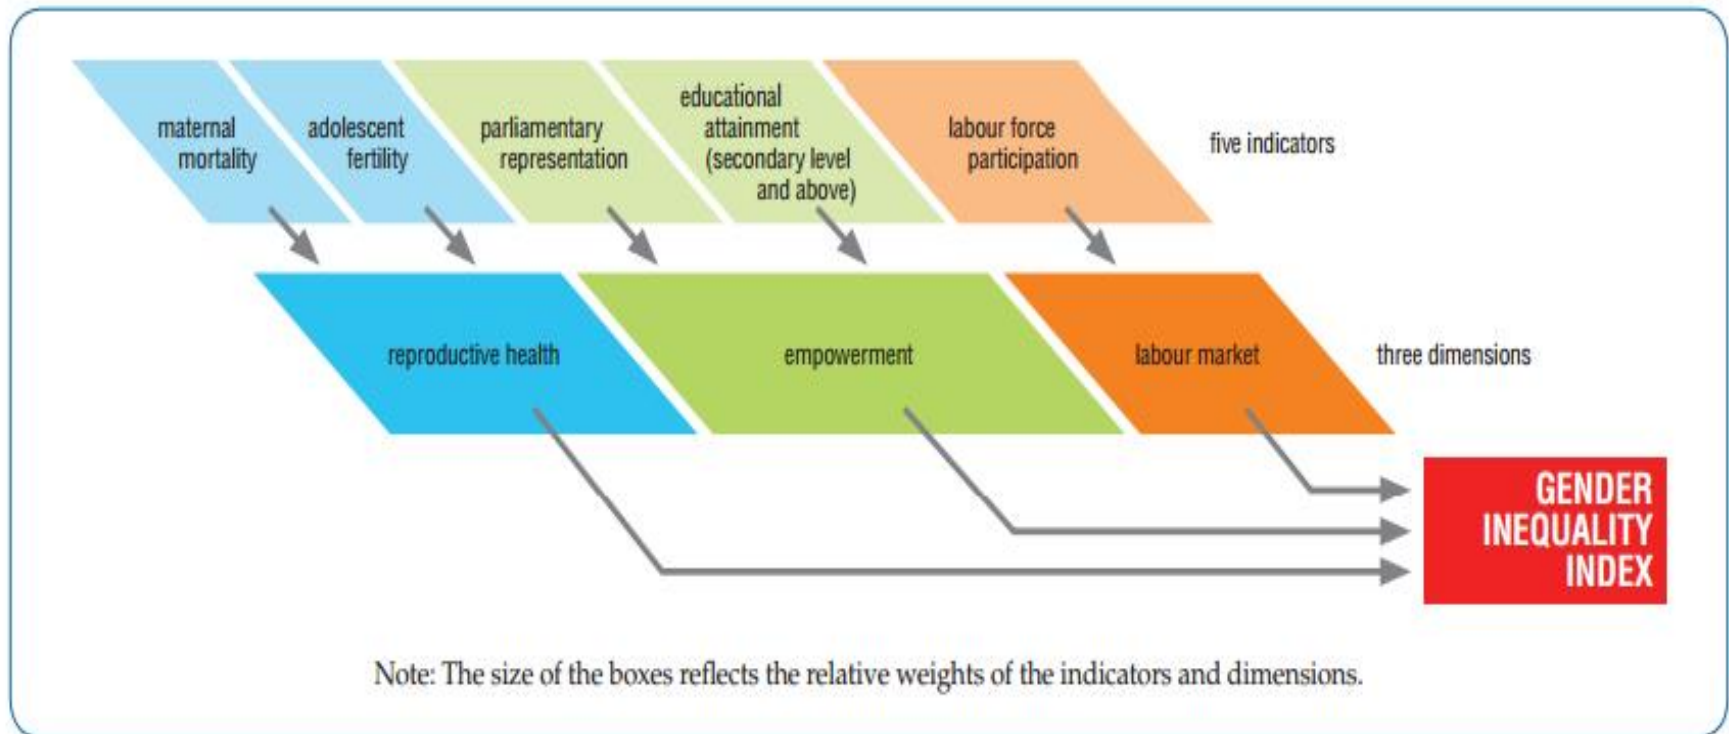 maternal
mortality
adolescent
fertility
parliamentary
representation
educational
attainment
(secondary level
and above)
labour force
participation
five indicators
reproductive health
empowerment
labour market
three dimensions
GENDER
INEQUALITY
INDEX
Note: The size of the boxes reflects the relative weights of the indicators and dimensions.